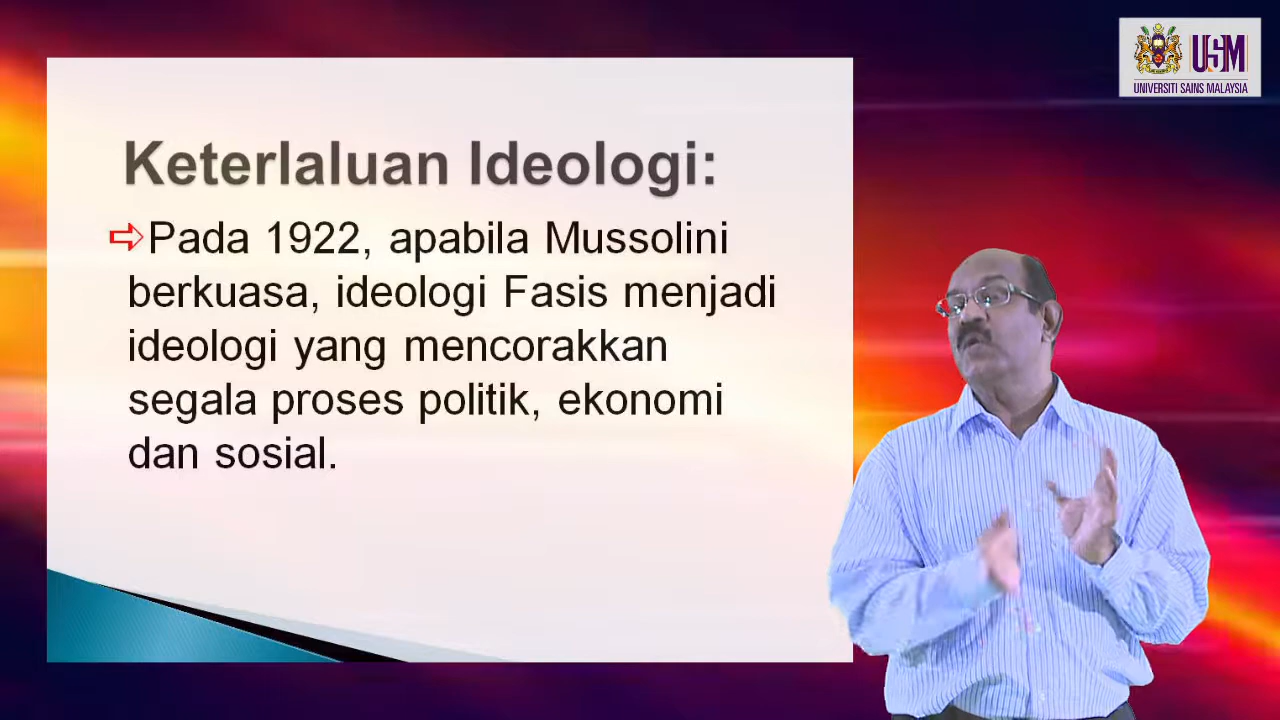 USM
UNIVERSITI SAINS MALAYSIA
Keterlaluan Ideologi:
⇨Pada 1922, apabila Mussolini
berkuasa, ideologi Fasis menjadi
ideologi yang mencorakkan
segala proses politik, ekonomi
dan sosial.